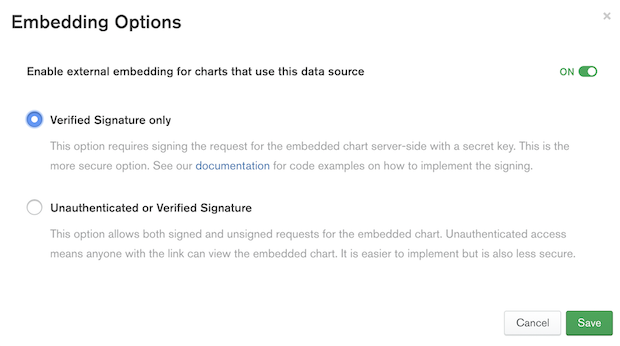 Embedding Options
×
Enable external embedding for charts that use this data source
ON
Verified Signature only
This option requires signing the request for the embedded chart server-side with a secret key. This is the
more secure option. See our documentation for code examples on how to implement the signing.
Unauthenticated or Verified Signature
This option allows both signed and unsigned requests for the embedded chart. Unauthenticated access
means anyone with the link can view the embedded chart. It is easier to implement but is also less secure.
Cancel
Save